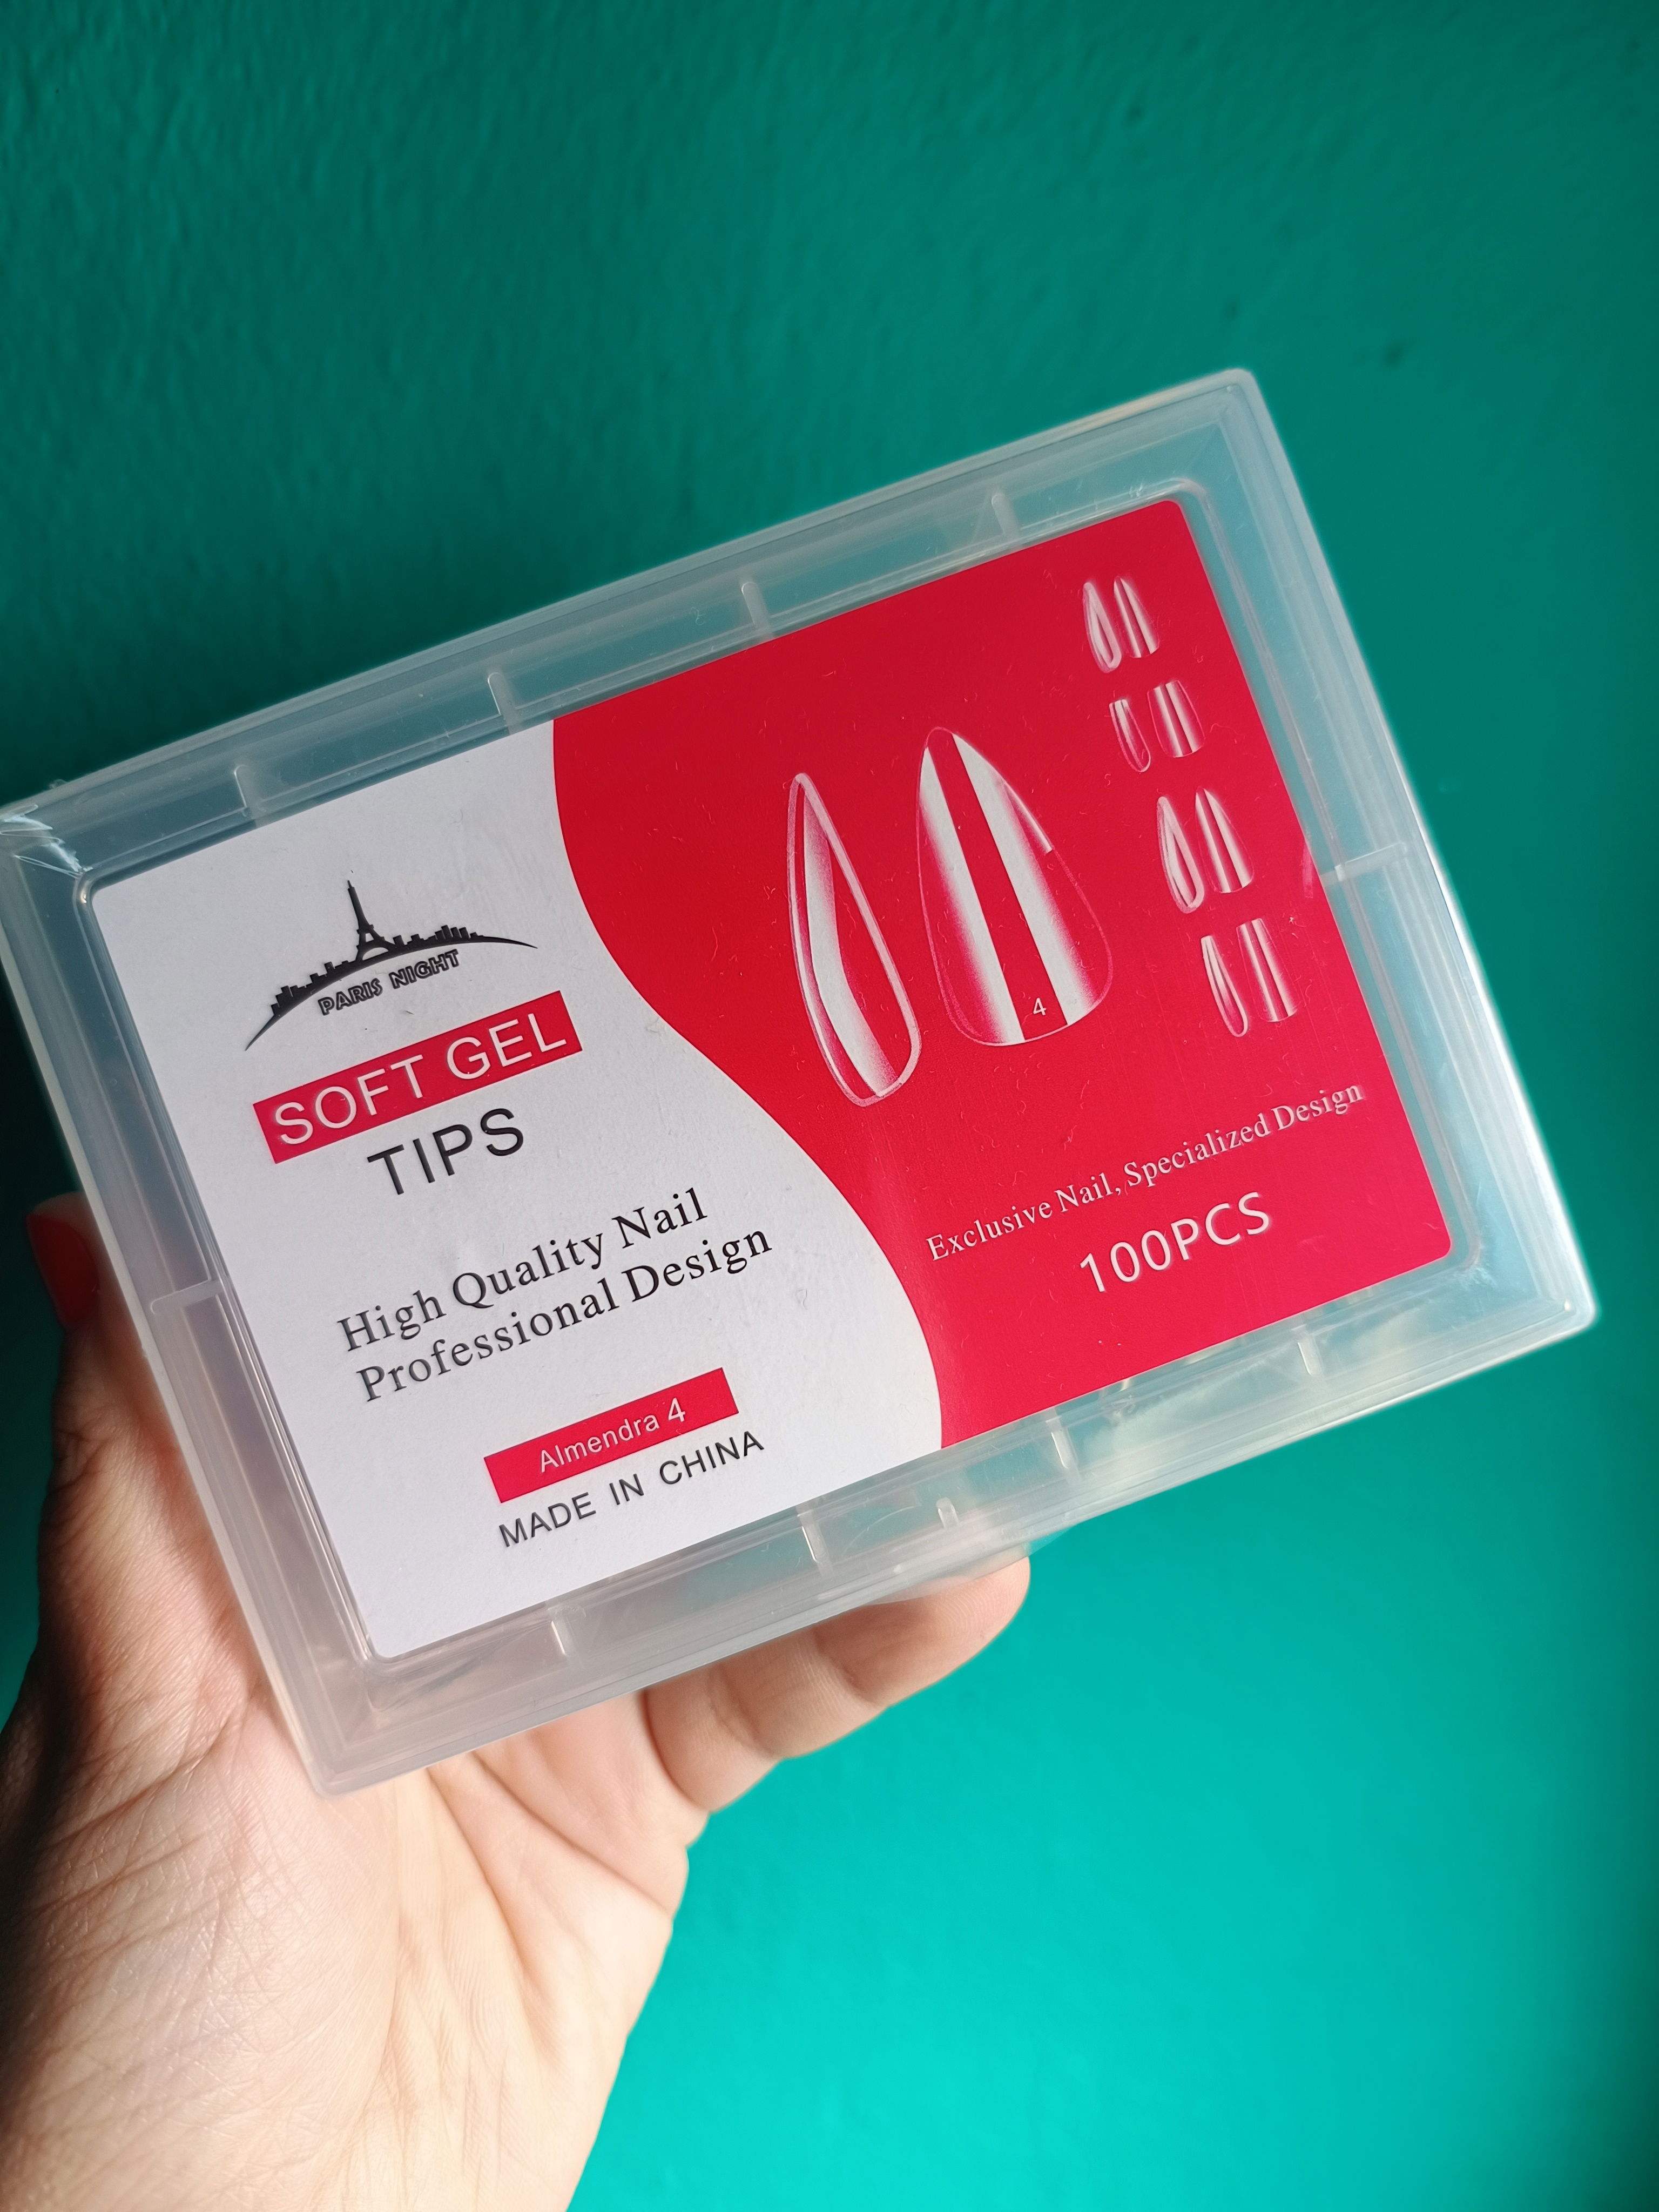 PARIS NIGHT
SOFT GEL
TIPS
High Quality Nail
Professional Design
Almendra 4
MADE IN CHINA
4
Exclusive Nail, Specialized Design
100PCS